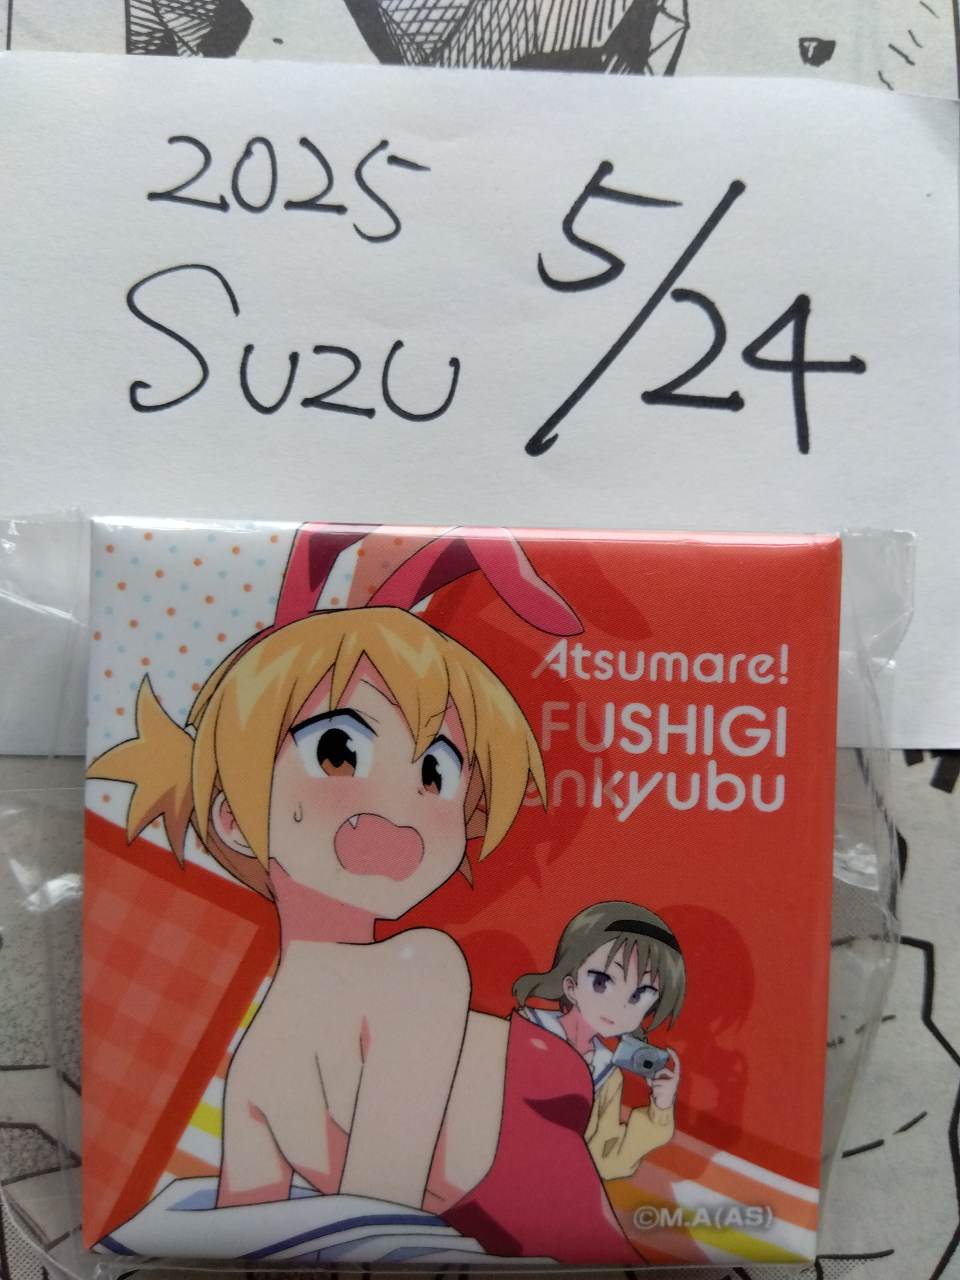 2025 5/24
Suzu
Atsumare!
FUSHIGI
nkyubu
©M.A(AS)